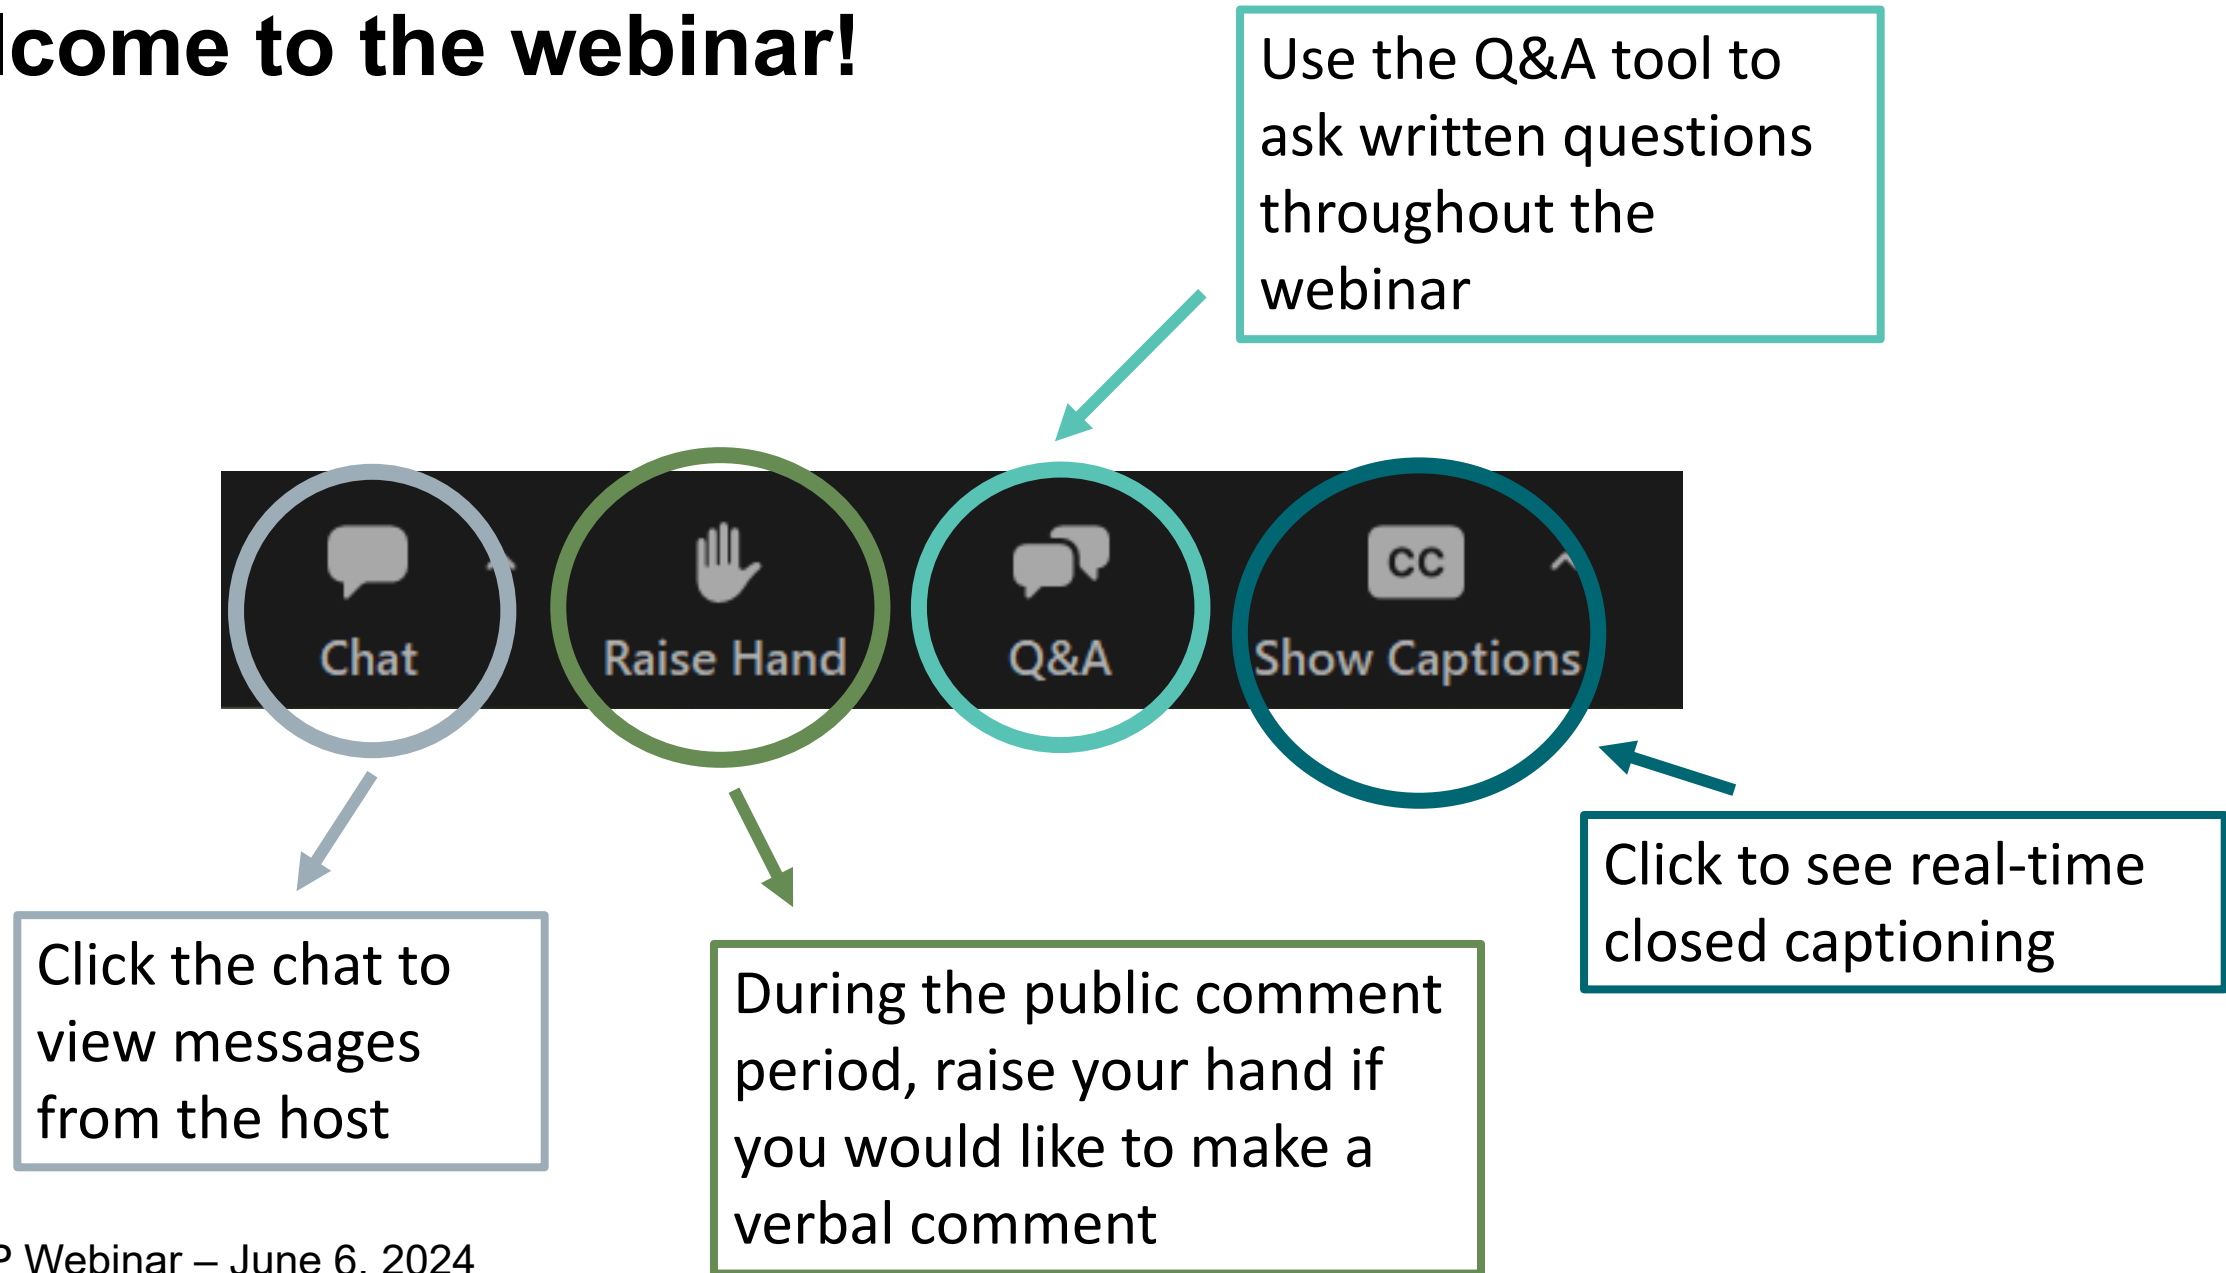 lcome to the webinar!
Use the Q&A tool to
ask written questions
throughout the
webinar
CC
Chat
Raise Hand
Q&A
Show Captions
Click to see real-time
closed captioning
Click the chat to
view messages
from the host
During the public comment
period, raise your hand if
you would like to make a
verbal comment
P Webinar – June 6, 2024